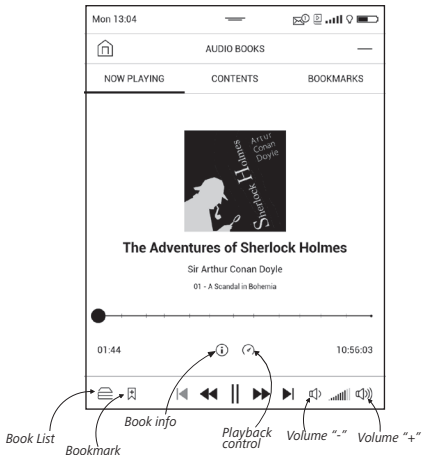 Mon 13:04
AUDIO BOOKS
NOW PLAYING CONTENTS BOOKMARKS
Artur
Conan
Doyle
Sherlock Holmes
The Adventures of Sherlock Holmes
Sir Arthur Conan Doyle
01 - A Scandal in Bohemia
01:44 10:56:03
Book List
Bookmark
Book info
Playback
control
Volume "-"
Volume "+"